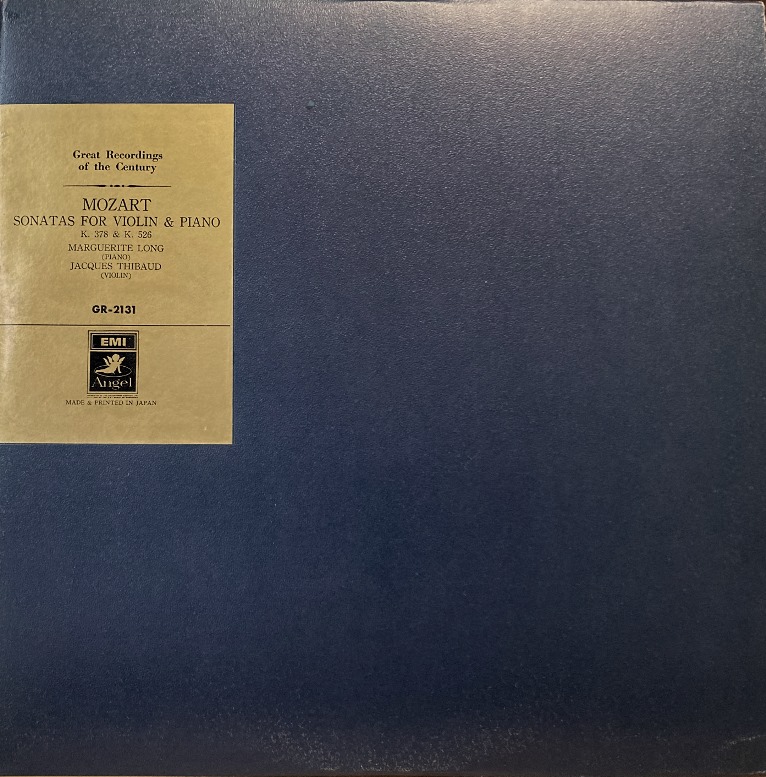 Great Recordings
of the Century
MOZART
SONATAS FOR VIOLIN & PIANO
K. 378 & K. 526
MARGUERITE LONG
(PIANO)
JACQUES THIBAUD
(VIOLIN)
GR-2131
EMI
Angel
MADE & PRINTED IN JAPAN